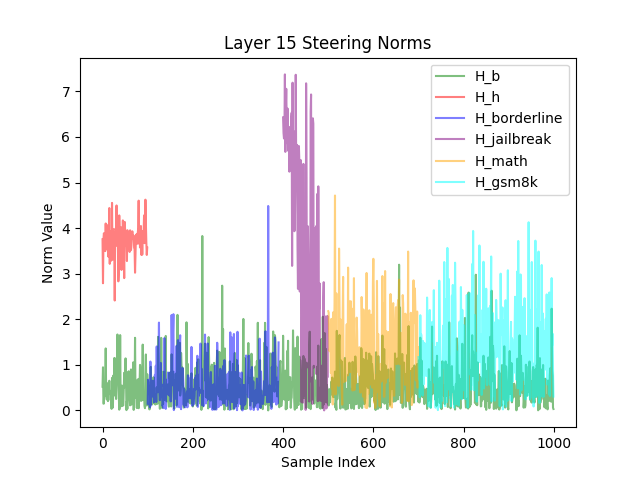 Layer 15 Steering Norms
H_b
H_h
H_borderline
H_jailbreak
H_math
H_gsm8k
Norm Value
7
6
5
4
3
2
1
0
0 200 400 600 800 1000
Sample Index